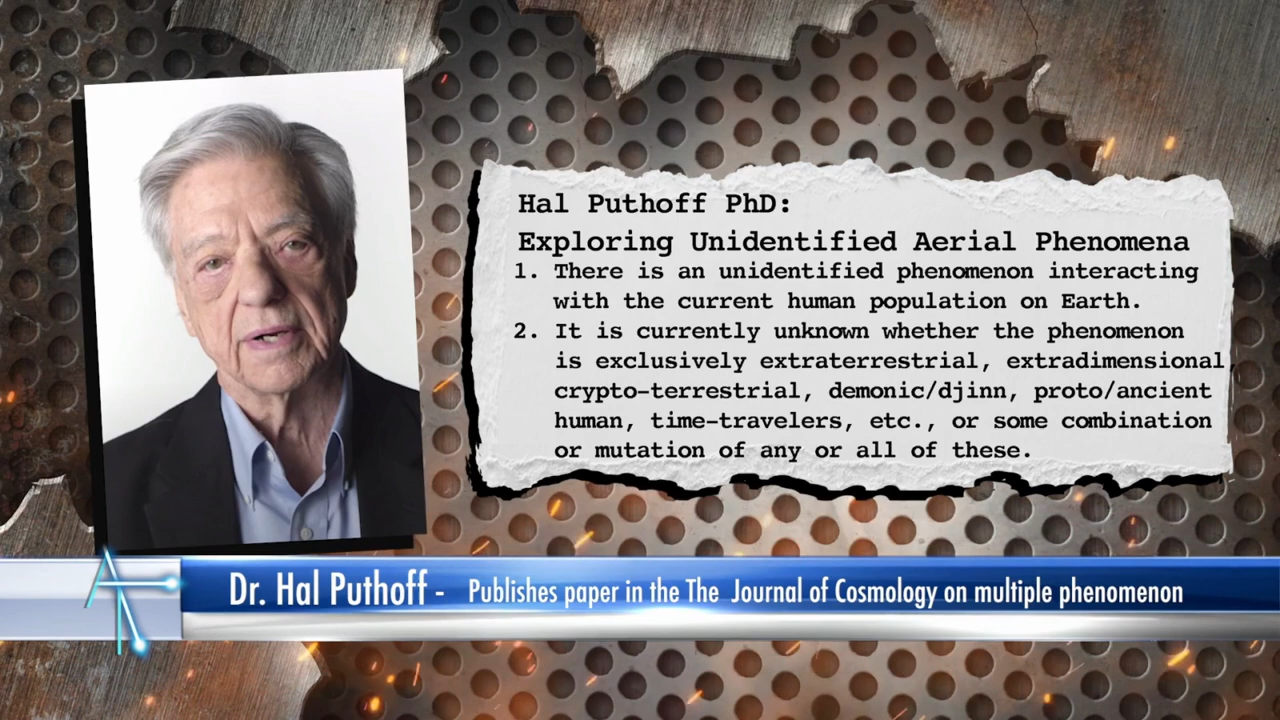 Hal Puthoff PhD:
Exploring Unidentified Aerial Phenomena
1. There is an unidentified phenomenon interacting
with the current human population on Earth.
2. It is currently unknown whether the phenomenon
is exclusively extraterrestrial, extradimensional,
crypto-terrestrial, demonic/djinn, proto/ancient
human, time-travelers, etc., or some combination
or mutation of any or all of these.
Dr. Hal Puthoff - Publishes paper in the The Journal of Cosmology on multiple phenomenon